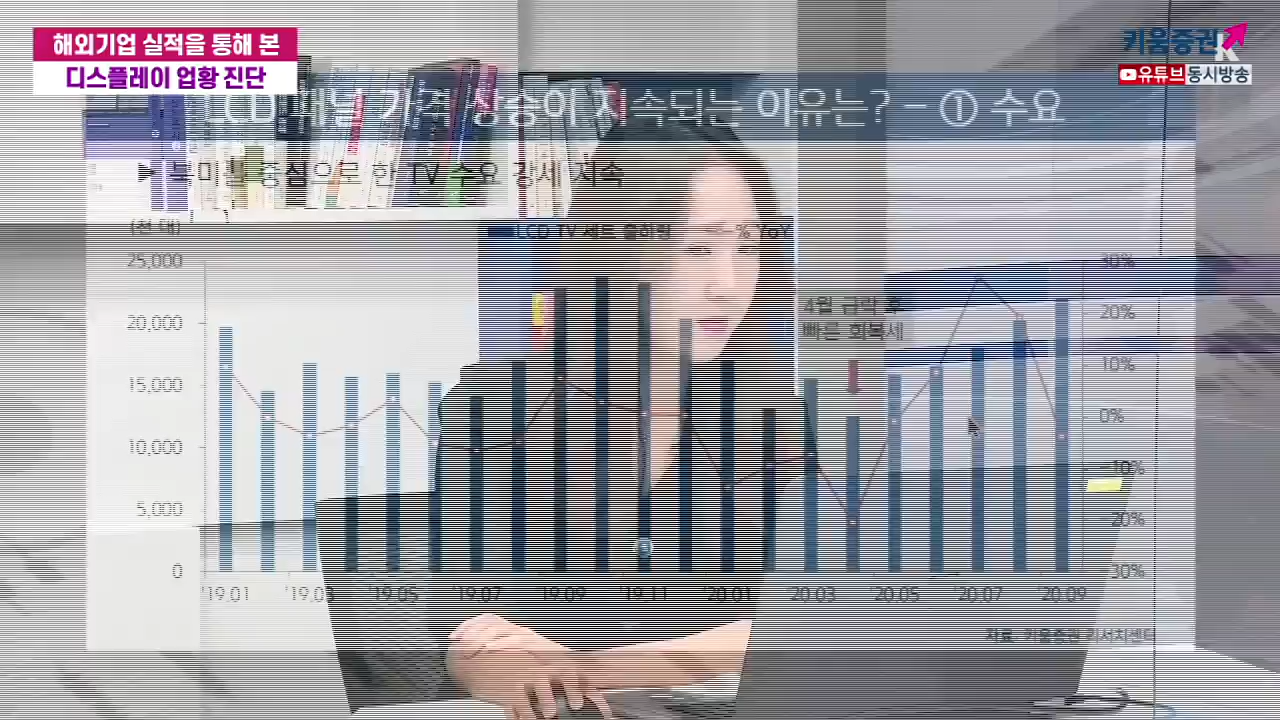 해외기업 실적을 통해 본
디스플레이 업황 진단
키움증권
유튜브 동시방송
LCD 패널 가격 상승이 지속되는 이유는? - ① 수요
▶ 북미를 중심으로 한 TV 수요 강세 지속
(천 대)
LCD TV 세트 출하량
% YoY
25,000
20,000
15,000
10,000
5,000
0
30%
20%
10%
0%
-10%
-20%
-30%
4월 급락 후
빠른 회복세
'19.01 '19.03 '19.05 '19.07 '19.09 '19.11 '20.01 '20.03 '20.05 '20.07 '20.09
자료: 키움증권 리서치센터